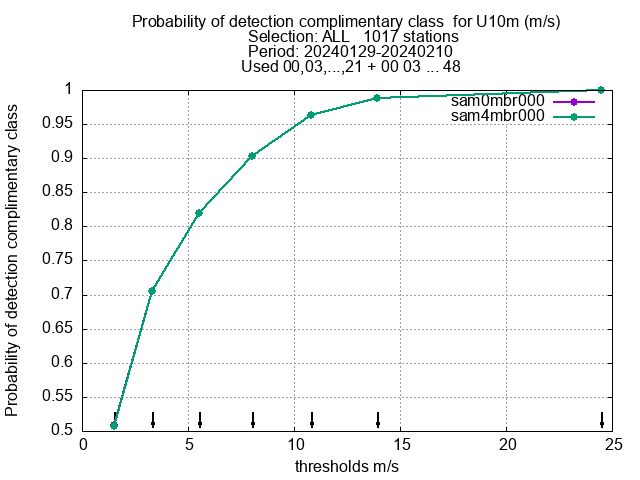 Probability of detection complimentary class  for U10m (m/s)
Selection: ALL   1017 stations
Period: 20240129-20240210
Used 00,03,...,21 + 00 03 ... 48
Probability of detection complimentary class
1
0.95
0.9
0.85
0.8
0.75
0.7
0.65
0.6
0.55
0.5
sam0mbr000
sam4mbr000
0 5 10 15 20 25
thresholds m/s